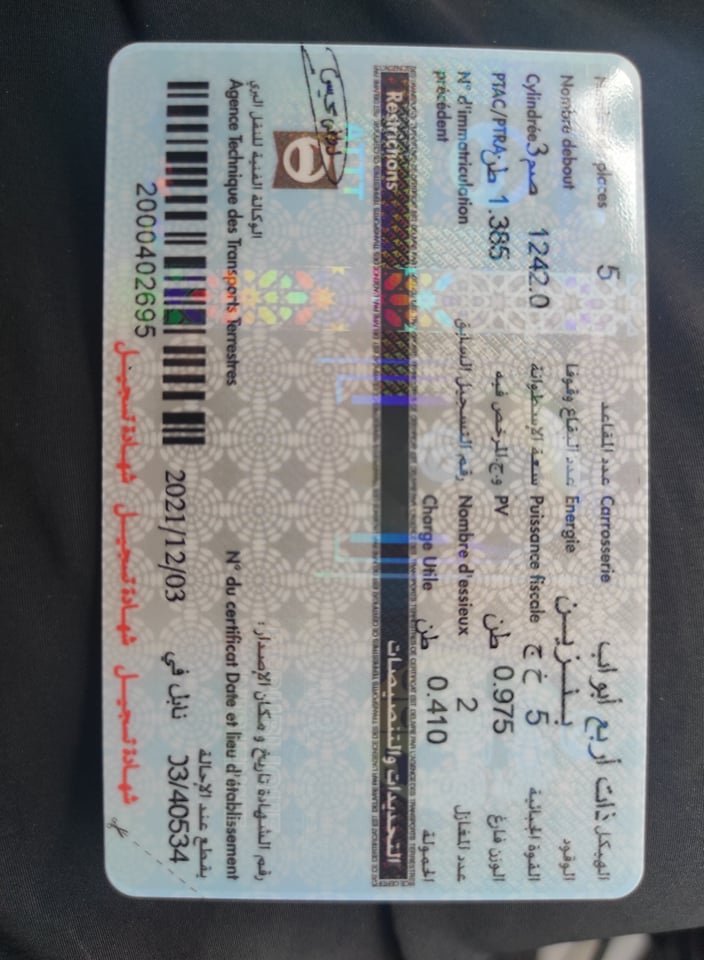 Nombre de places 5 عدد المقاعد Carrosserie ذات أربع أبواب الهيكل
Nombre debout عدد البقاع وقوفا Energie بنزين الوقود
Cylindrée صم3 1242.0 سعة الإسطوانة Puissance fiscale 5 خ ج القوة الجبائية
PTAC/PTRA طن 1.385 و.ج.المرخص فيه PV 0.975 طن الوزن فارغ
N° d'immatriculation précédent رقم التسجيل السابق Nombre d'essieux 2 عدد المغازل
Charge Utile 0.410 طن الحمولة
Restrichons التحديدات والتنصيصات
ATTT
الوكالة الفنية للنقل البري
Agence Technique des Transports Terrestres
رقم الشهادة تاريخ و مكان الإصدار :
N° du certificat Date et lieu d'établissement
يقطع عند الإحالة
2021/12/03 نابل في 03/40534
2000402695
شهادة تسجيل شهادة تسجيل شهادة تسجيل